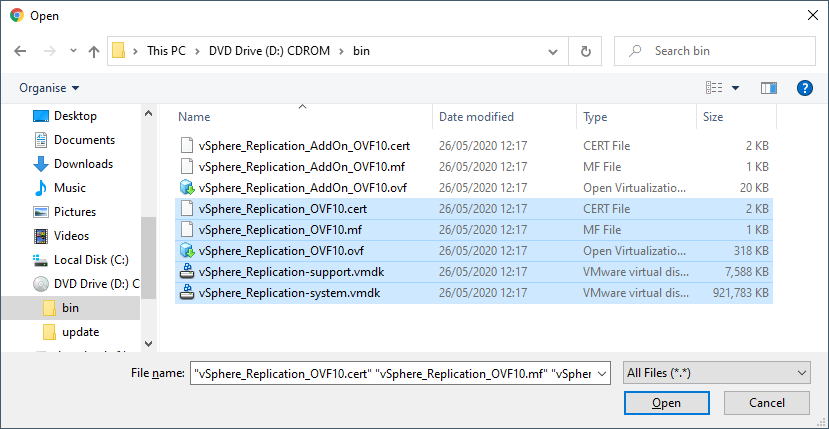 Open
This PC > DVD Drive (D:) CDROM > bin
Search bin
Organise
Name Date modified Type Size
Desktop
Documents
Downloads
Music
Pictures
Videos
Local Disk (C:)
DVD Drive (D:) C
bin
update
vSphere_Replication_AddOn_OVF10.cert 26/05/2020 12:17 CERT File 2 KB
vSphere_Replication_AddOn_OVF10.mf 26/05/2020 12:17 MF File 1 KB
vSphere_Replication_AddOn_OVF10.ovf 26/05/2020 12:17 Open Virtualizatio... 20 KB
vSphere_Replication_OVF10.cert 26/05/2020 12:17 CERT File 2 KB
vSphere_Replication_OVF10.mf 26/05/2020 12:17 MF File 1 KB
vSphere_Replication_OVF10.ovf 26/05/2020 12:17 Open Virtualizatio... 318 KB
vSphere_Replication-support.vmdk 26/05/2020 12:17 VMware virtual dis... 7,588 KB
vSphere_Replication-system.vmdk 26/05/2020 12:17 VMware virtual dis... 921,783 KB
File name: "vSphere_Replication_OVF10.cert" "vSphere_Replication_OVF10.mf" "vSpher
All Files (*.*)
Open Cancel